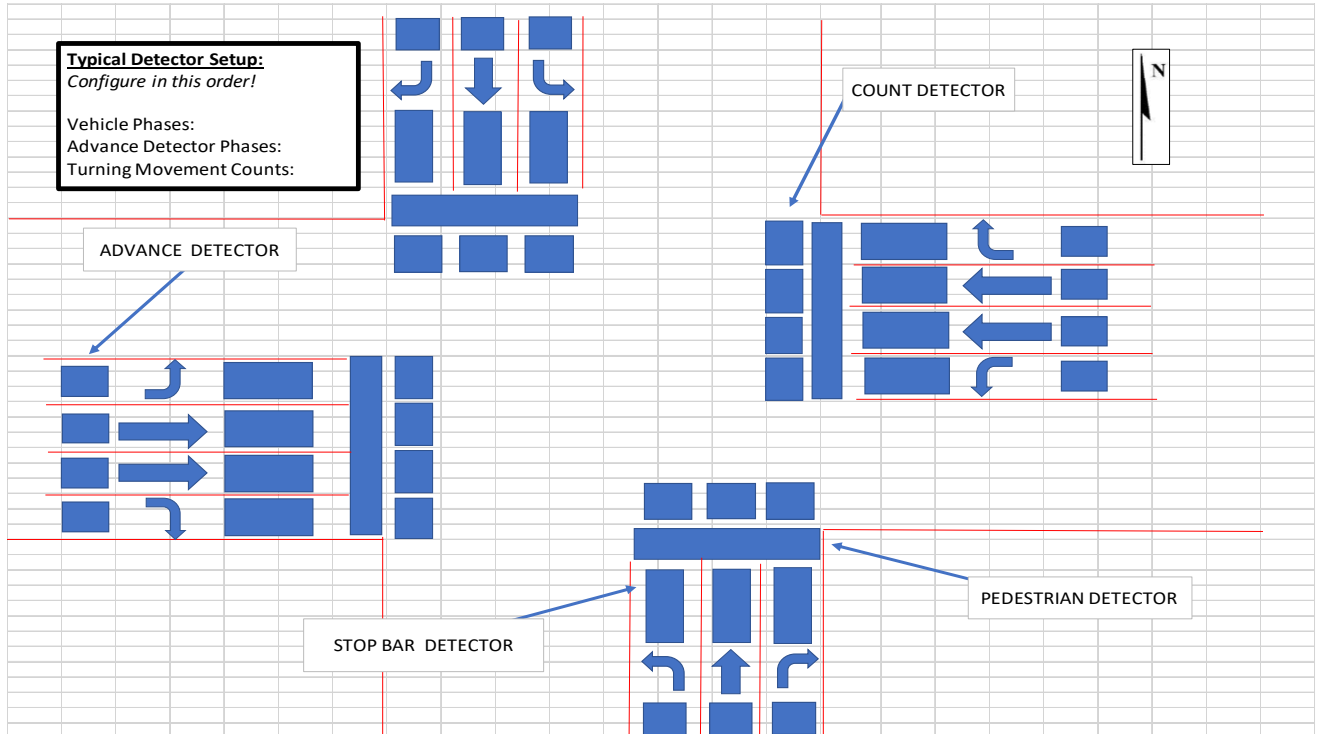 Typical Detector Setup:
Configure in this order!
Vehicle Phases:
Advance Detector Phases:
Turning Movement Counts:
COUNT DETECTOR
N
ADVANCE  DETECTOR
PEDESTRIAN DETECTOR
STOP BAR  DETECTOR